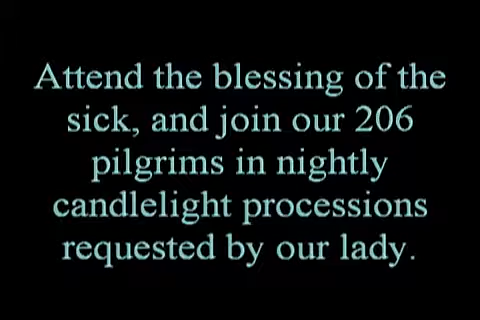 Attend the blessing of the
sick, and join our 206
pilgrims in nightly
candlelight processions
requested by our lady.